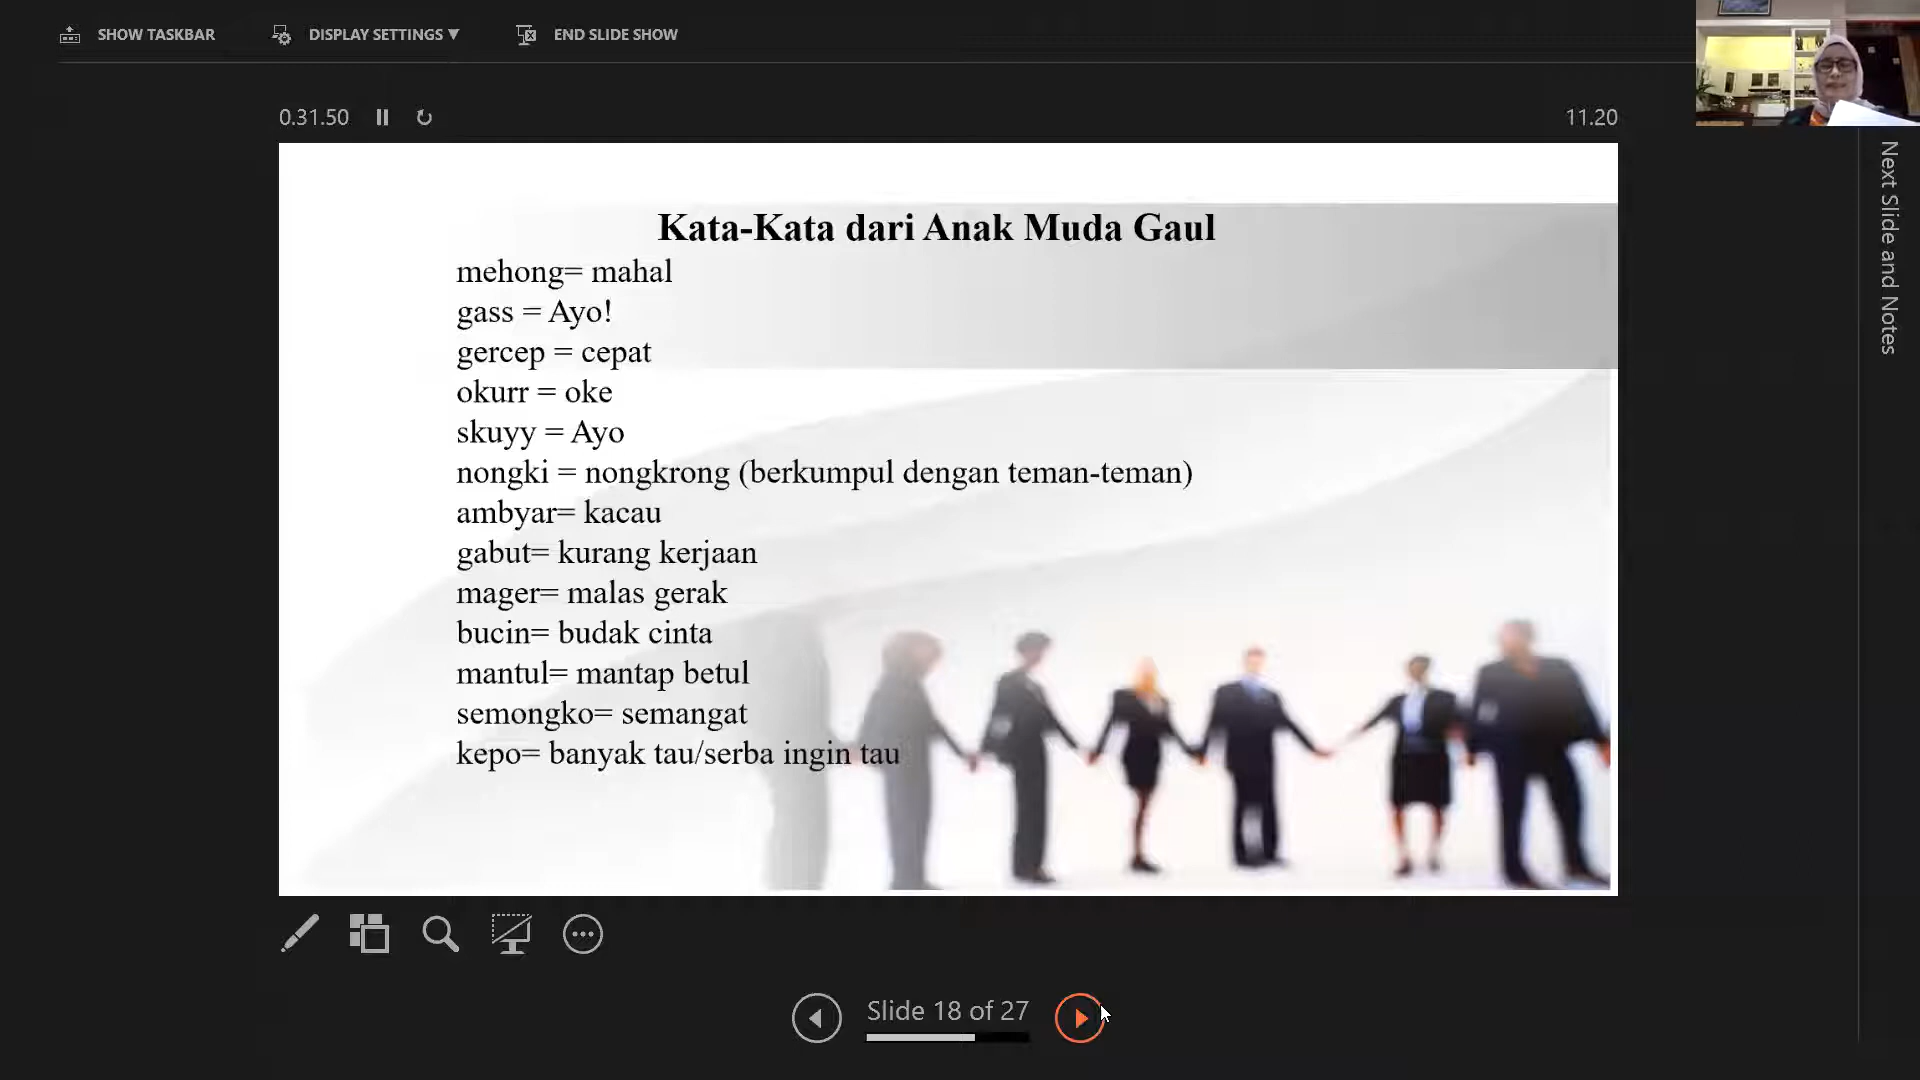 SHOW TASKBAR
DISPLAY SETTINGS ▼
END SLIDE SHOW
0.31.50
11.20
Kata-Kata dari Anak Muda Gaul
mehong= mahal
gass = Ayo!
gercep = cepat
okurr = oke
skuyy = Ayo
nongki = nongkrong (berkumpul dengan teman-teman)
ambyar= kacau
gabut= kurang kerjaan
mager= malas gerak
bucin= budak cinta
mantul= mantap betul
semongko= semangat
kepo= banyak tau/serba ingin tau
Next Slide and Notes
Slide 18 of 27